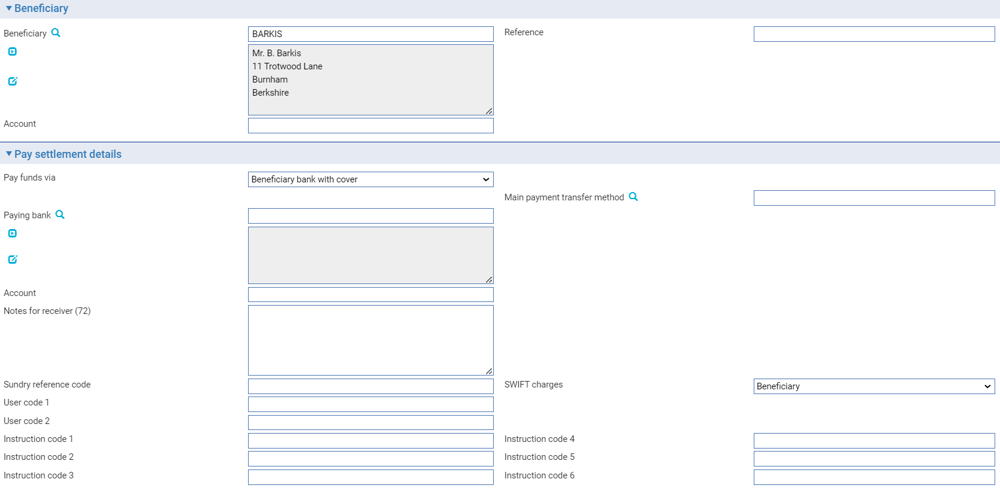 Beneficiary
Beneficiary
BARKIS
Reference
Mr. B. Barkis
11 Trotwood Lane
Burnham
Berkshire
Account
Pay settlement details
Pay funds via
Beneficiary bank with cover
Main payment transfer method
Paying bank
Account
Notes for receiver (72)
Sundry reference code
SWIFT charges
Beneficiary
User code 1
User code 2
Instruction code 1
Instruction code 4
Instruction code 2
Instruction code 5
Instruction code 3
Instruction code 6